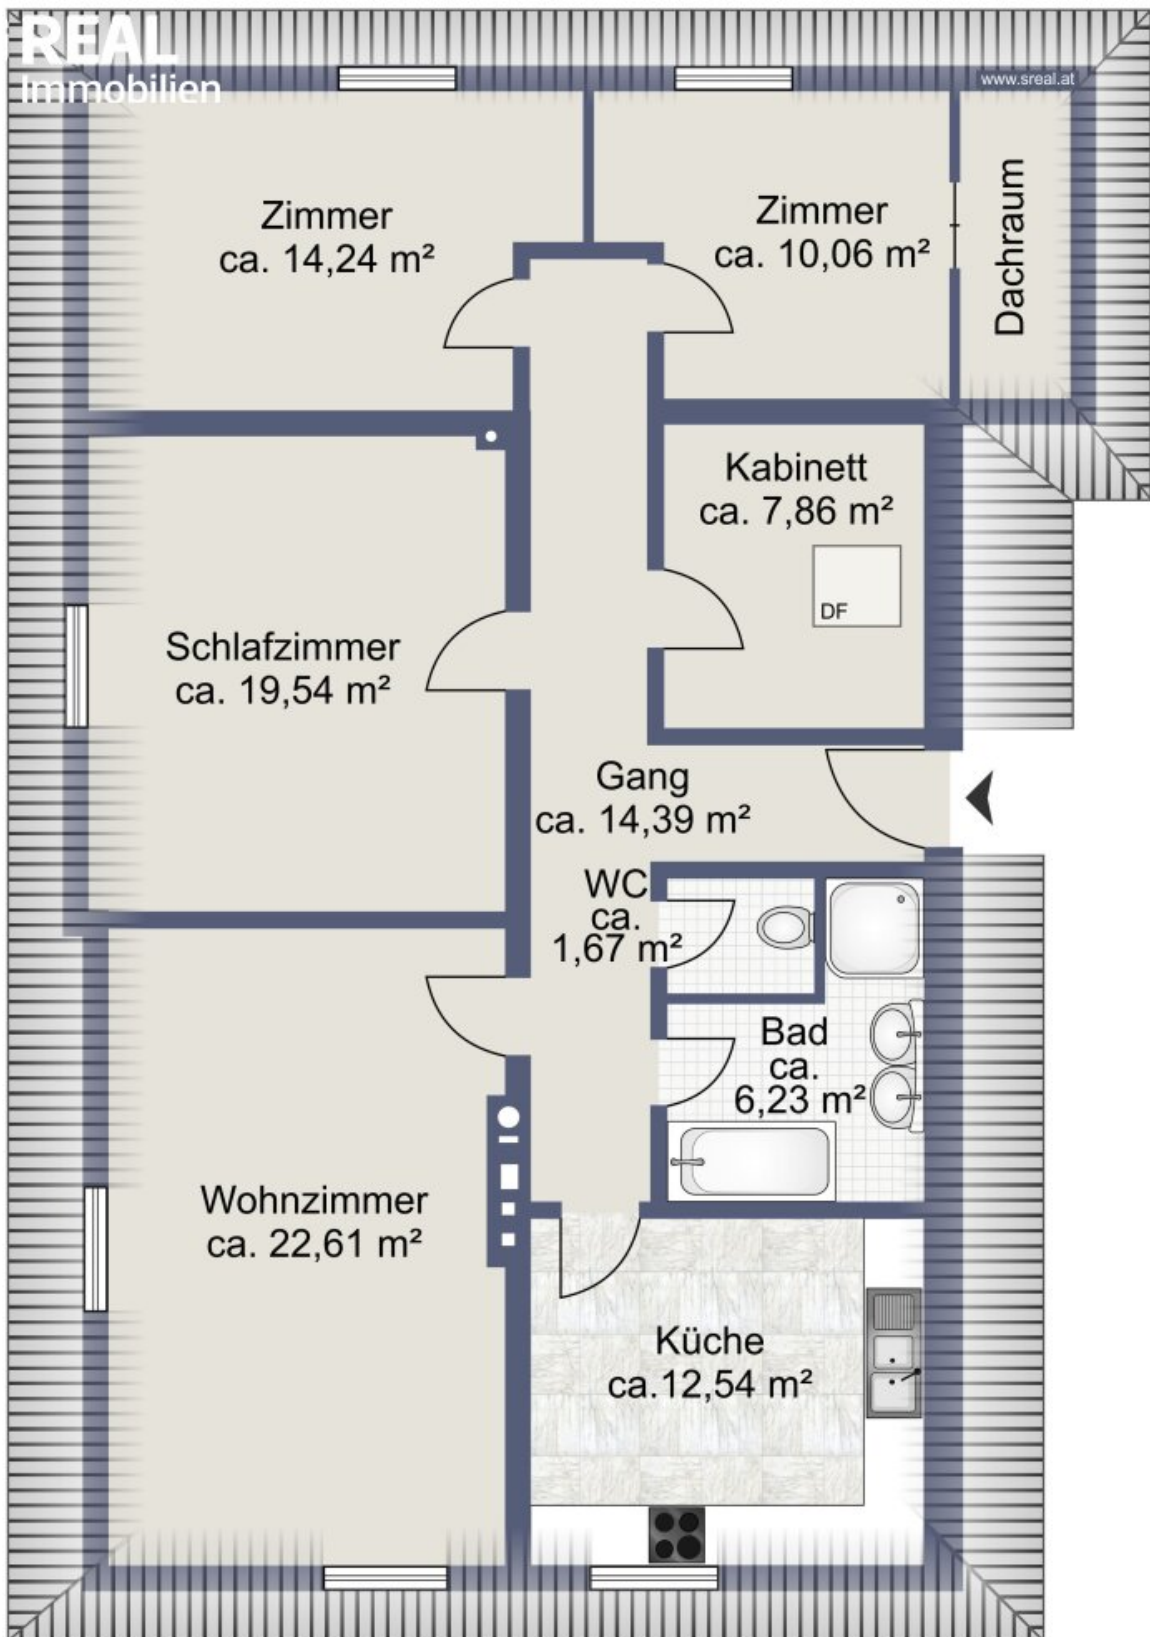 REAL
Immobilien
www.sreal.at
Zimmer
ca. 14,24 m²
Zimmer
ca. 10,06 m²
Dachraum
Kabinett
ca. 7,86 m²
DF
Schlafzimmer
ca. 19,54 m²
Gang
ca. 14,39 m²
WC
ca.
1,67 m²
Bad
ca.
6,23 m²
Wohnzimmer
ca. 22,61 m²
Küche
ca.12,54 m²